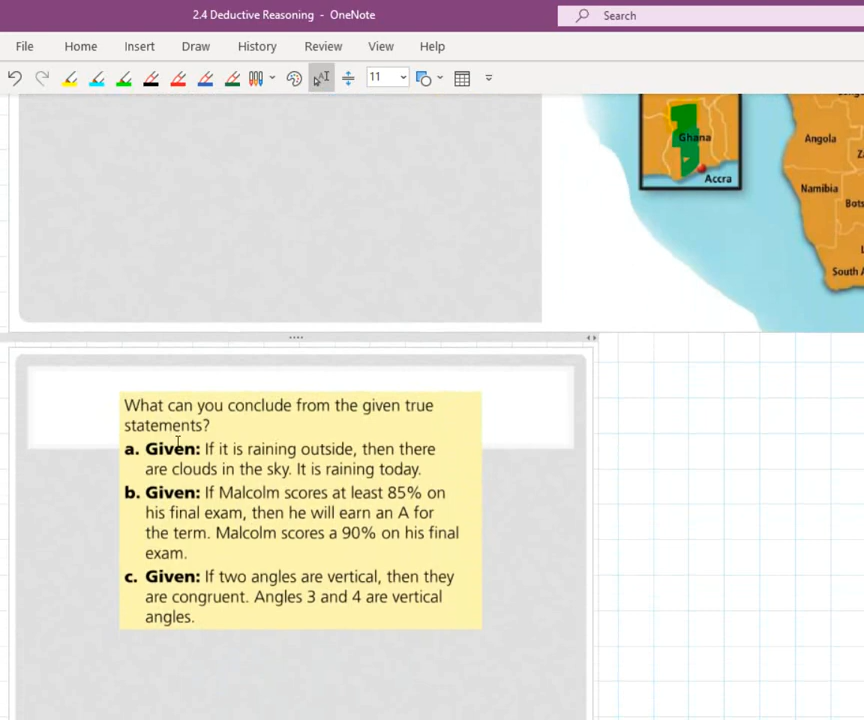 2.4 Deductive Reasoning - OneNote
Search
File Home Insert Draw History Review View Help
11
Ghana
Accra
Angola
Namibia
Bots
South A
What can you conclude from the given true
statements?
a. Given: If it is raining outside, then there
are clouds in the sky. It is raining today.
b. Given: If Malcolm scores at least 85% on
his final exam, then he will earn an A for
the term. Malcolm scores a 90% on his final
exam.
c. Given: If two angles are vertical, then they
are congruent. Angles 3 and 4 are vertical
angles.